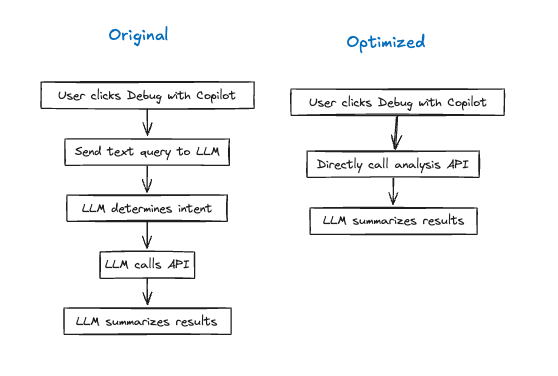 Original
User clicks Debug with Copilot
Send text query to LLM
LLM determines intent
LLM calls API
LLM summarizes results
Optimized
User clicks Debug with Copilot
Directly call analysis API
LLM summarizes results